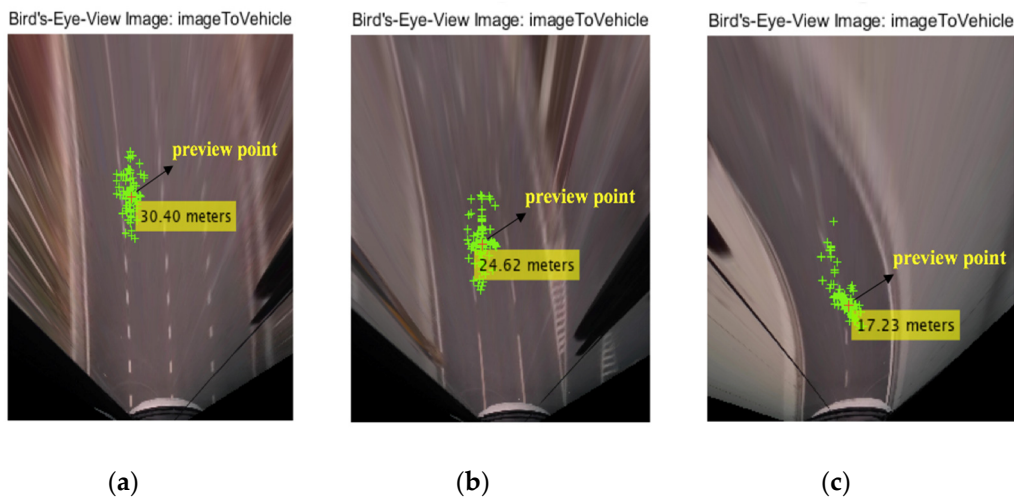 Bird's-Eye-View Image: imageToVehicle
Bird's-Eye-View Image: imageToVehicle
Bird's-Eye-View Image: imageToVehicle
preview point
30.40 meters
preview point
24.62 meters
preview point
17.23 meters
(a)
(b)
(c)